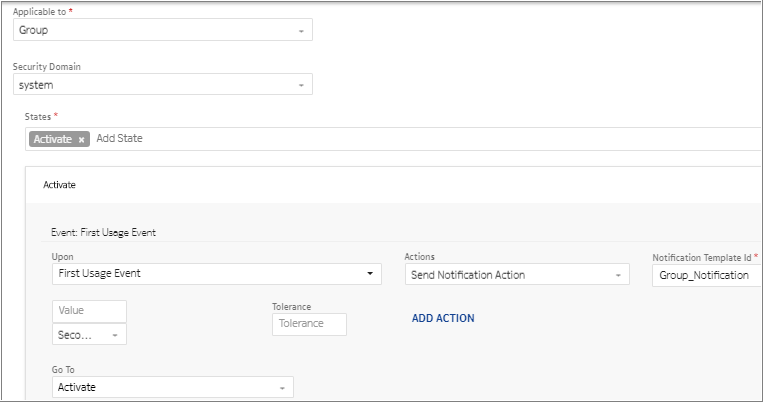 Applicable to *
Group
Security Domain
system
States *
Activate × Add State
Activate
Event: First Usage Event
Upon Actions Notification Template Id *
First Usage Event Send Notification Action Group_Notification
Value Tolerance
Seco... Tolerance ADD ACTION
Go To
Activate